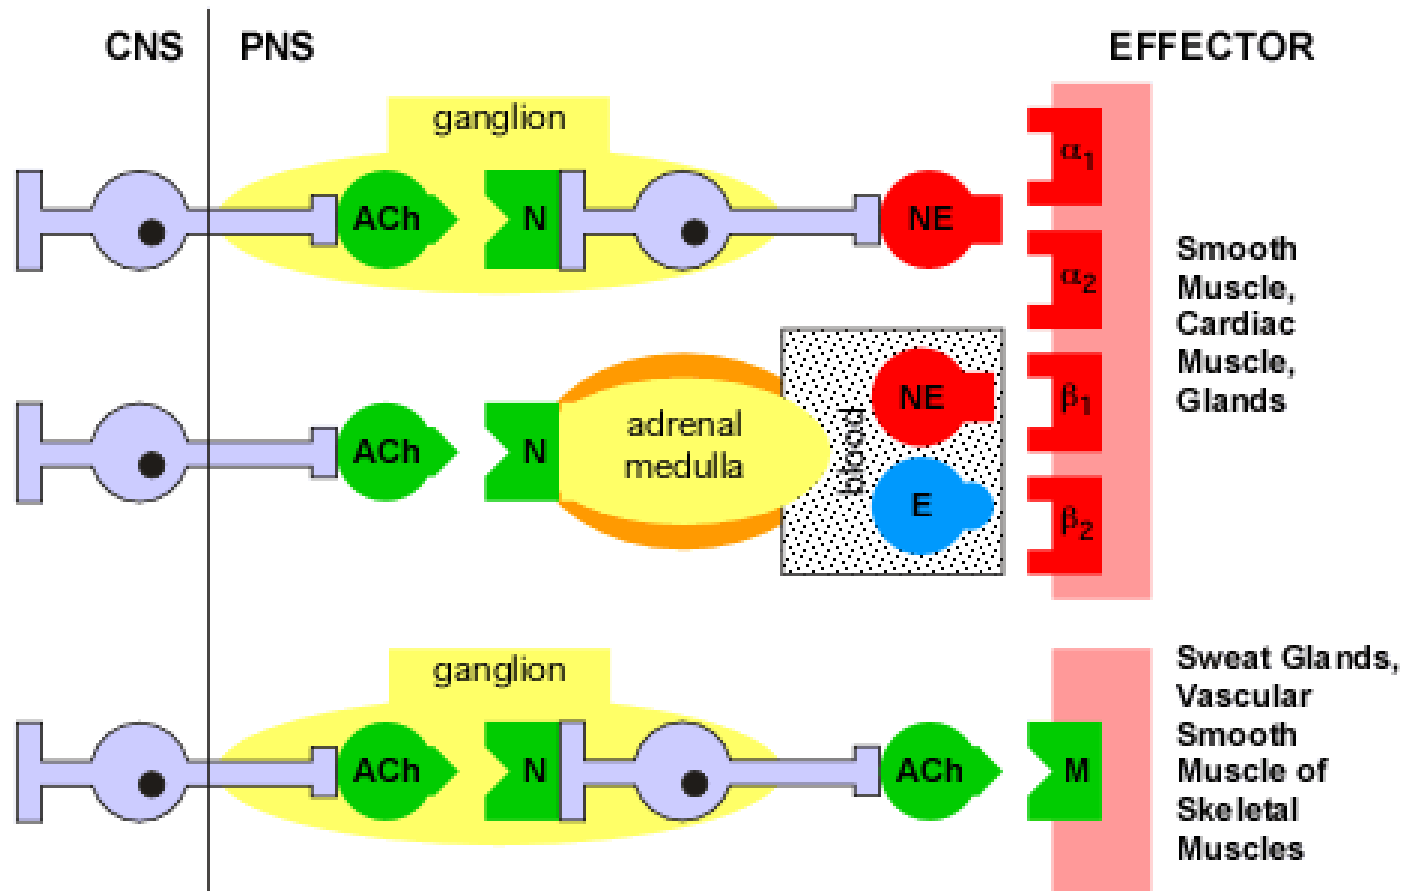 CNS PNS EFFECTOR
ganglion
ACh N NE
α1
α2
β1
β2
Smooth
Muscle,
Cardiac
Muscle,
Glands
ACh N
adrenal
medulla
blood
NE
E
ganglion
ACh N ACh M
Sweat Glands,
Vascular
Smooth
Muscle of
Skeletal
Muscles